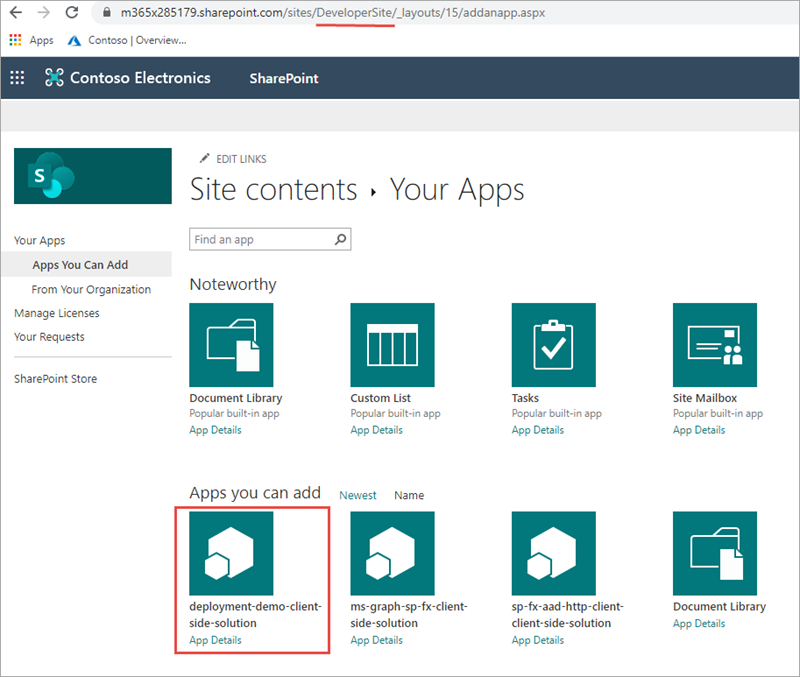 m365x285179.sharepoint.com/sites/DeveloperSite/_layouts/15/addanapp.aspx
Apps Contoso | Overview...
Contoso Electronics SharePoint
S
EDIT LINKS
Site contents ▸ Your Apps
Find an app
Your Apps
Apps You Can Add
From Your Organization
Manage Licenses
Your Requests
SharePoint Store
Noteworthy
Document Library
Popular built-in app
App Details
Custom List
Popular built-in app
App Details
Tasks
Popular built-in app
App Details
Site Mailbox
Popular built-in app
App Details
Apps you can add Newest Name
deployment-demo-client-
side-solution
App Details
ms-graph-sp-fx-client-
side-solution
App Details
sp-fx-aad-http-client-
client-side-solution
App Details
Document Library
App Details